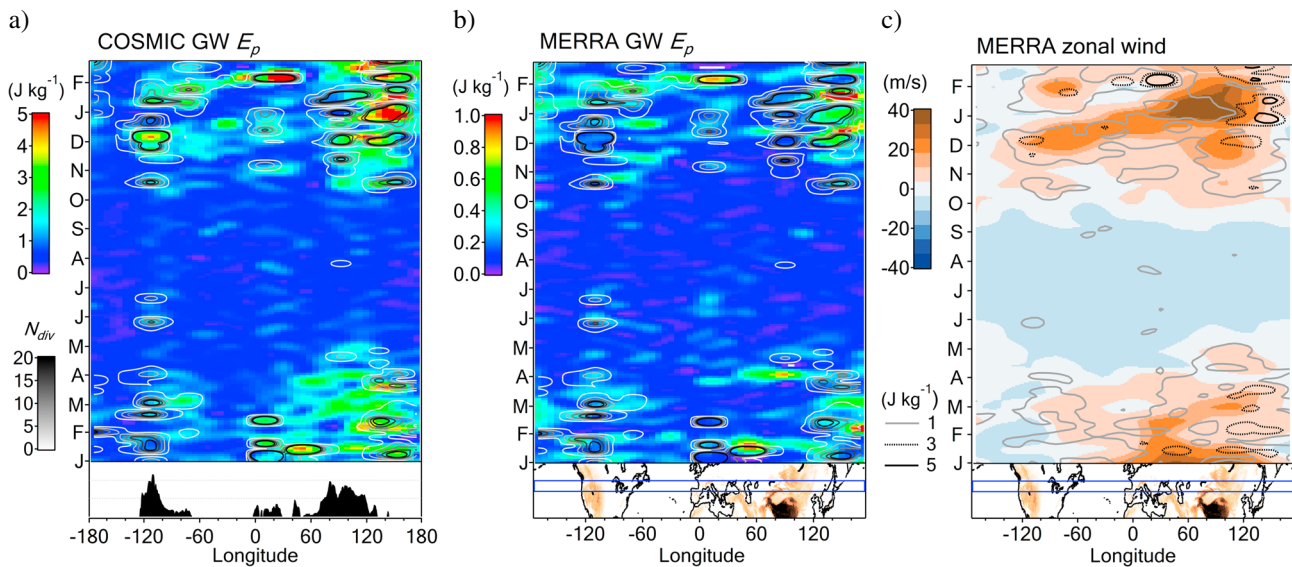 a)
COSMIC GW Ep
(J kg⁻¹)
5
4
3
2
1
0
Ndiv
20
15
10
5
0
F
J
D
N
O
S
A
J
J
M
A
M
F
J
-180 -120 -60 0 60 120 180
Longitude
b)
MERRA GW Ep
(J kg⁻¹)
1.0
0.8
0.6
0.4
0.2
0.0
F
J
D
N
O
S
A
J
J
M
A
M
F
J
-120 -60 0 60 120
Longitude
c)
MERRA zonal wind
(m/s)
40
20
0
-20
-40
(J kg⁻¹)
1
3
5
F
J
D
N
O
S
A
J
J
M
A
M
F
J
-120 -60 0 60 120
Longitude